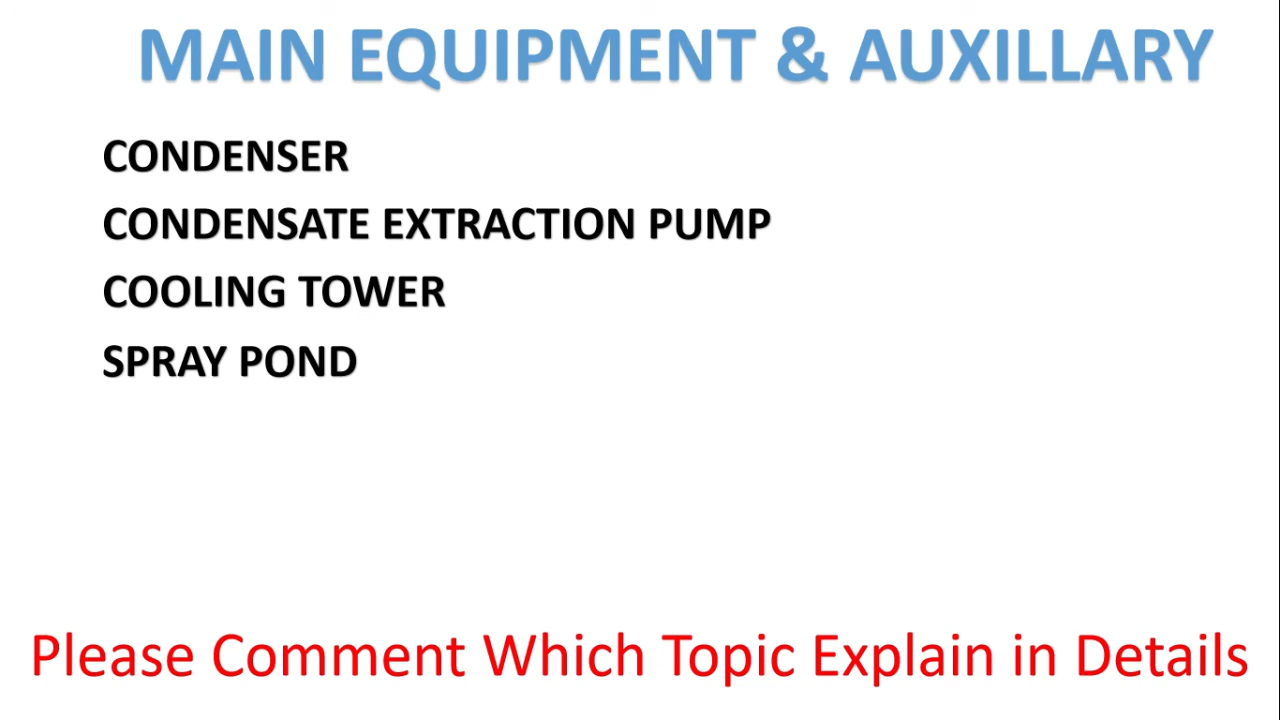 MAIN EQUIPMENT & AUXILLARY
CONDENSER
CONDENSATE EXTRACTION PUMP
COOLING TOWER
SPRAY POND
Please Comment Which Topic Explain in Details